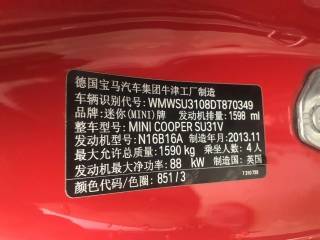 德国宝马汽车集团牛津工厂制造
车辆识别代号: WMWSU3108DT870349
品牌: 迷你(MINI)牌 发动机排量: 1598 ml
整车型号: MINI COOPER SU31V
发动机型号: N16B16A 制造年月: 2013.11
最大允许总质量: 1590 kg 乘坐人数: 4人
发动机最大净功率: 88 kW 制造国: 英国
颜色代码/色圈: 851/3